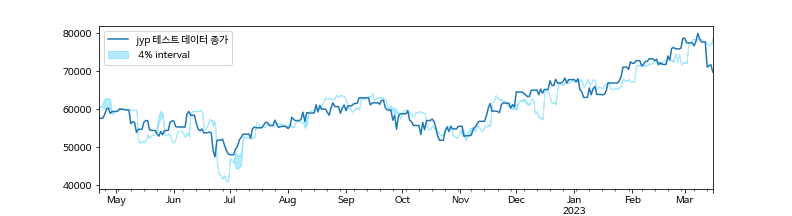 80000
70000
60000
50000
40000
jyp 테스트 데이터 종가
4% interval
May Jun Jul Aug Sep Oct Nov Dec Jan Feb Mar
2023